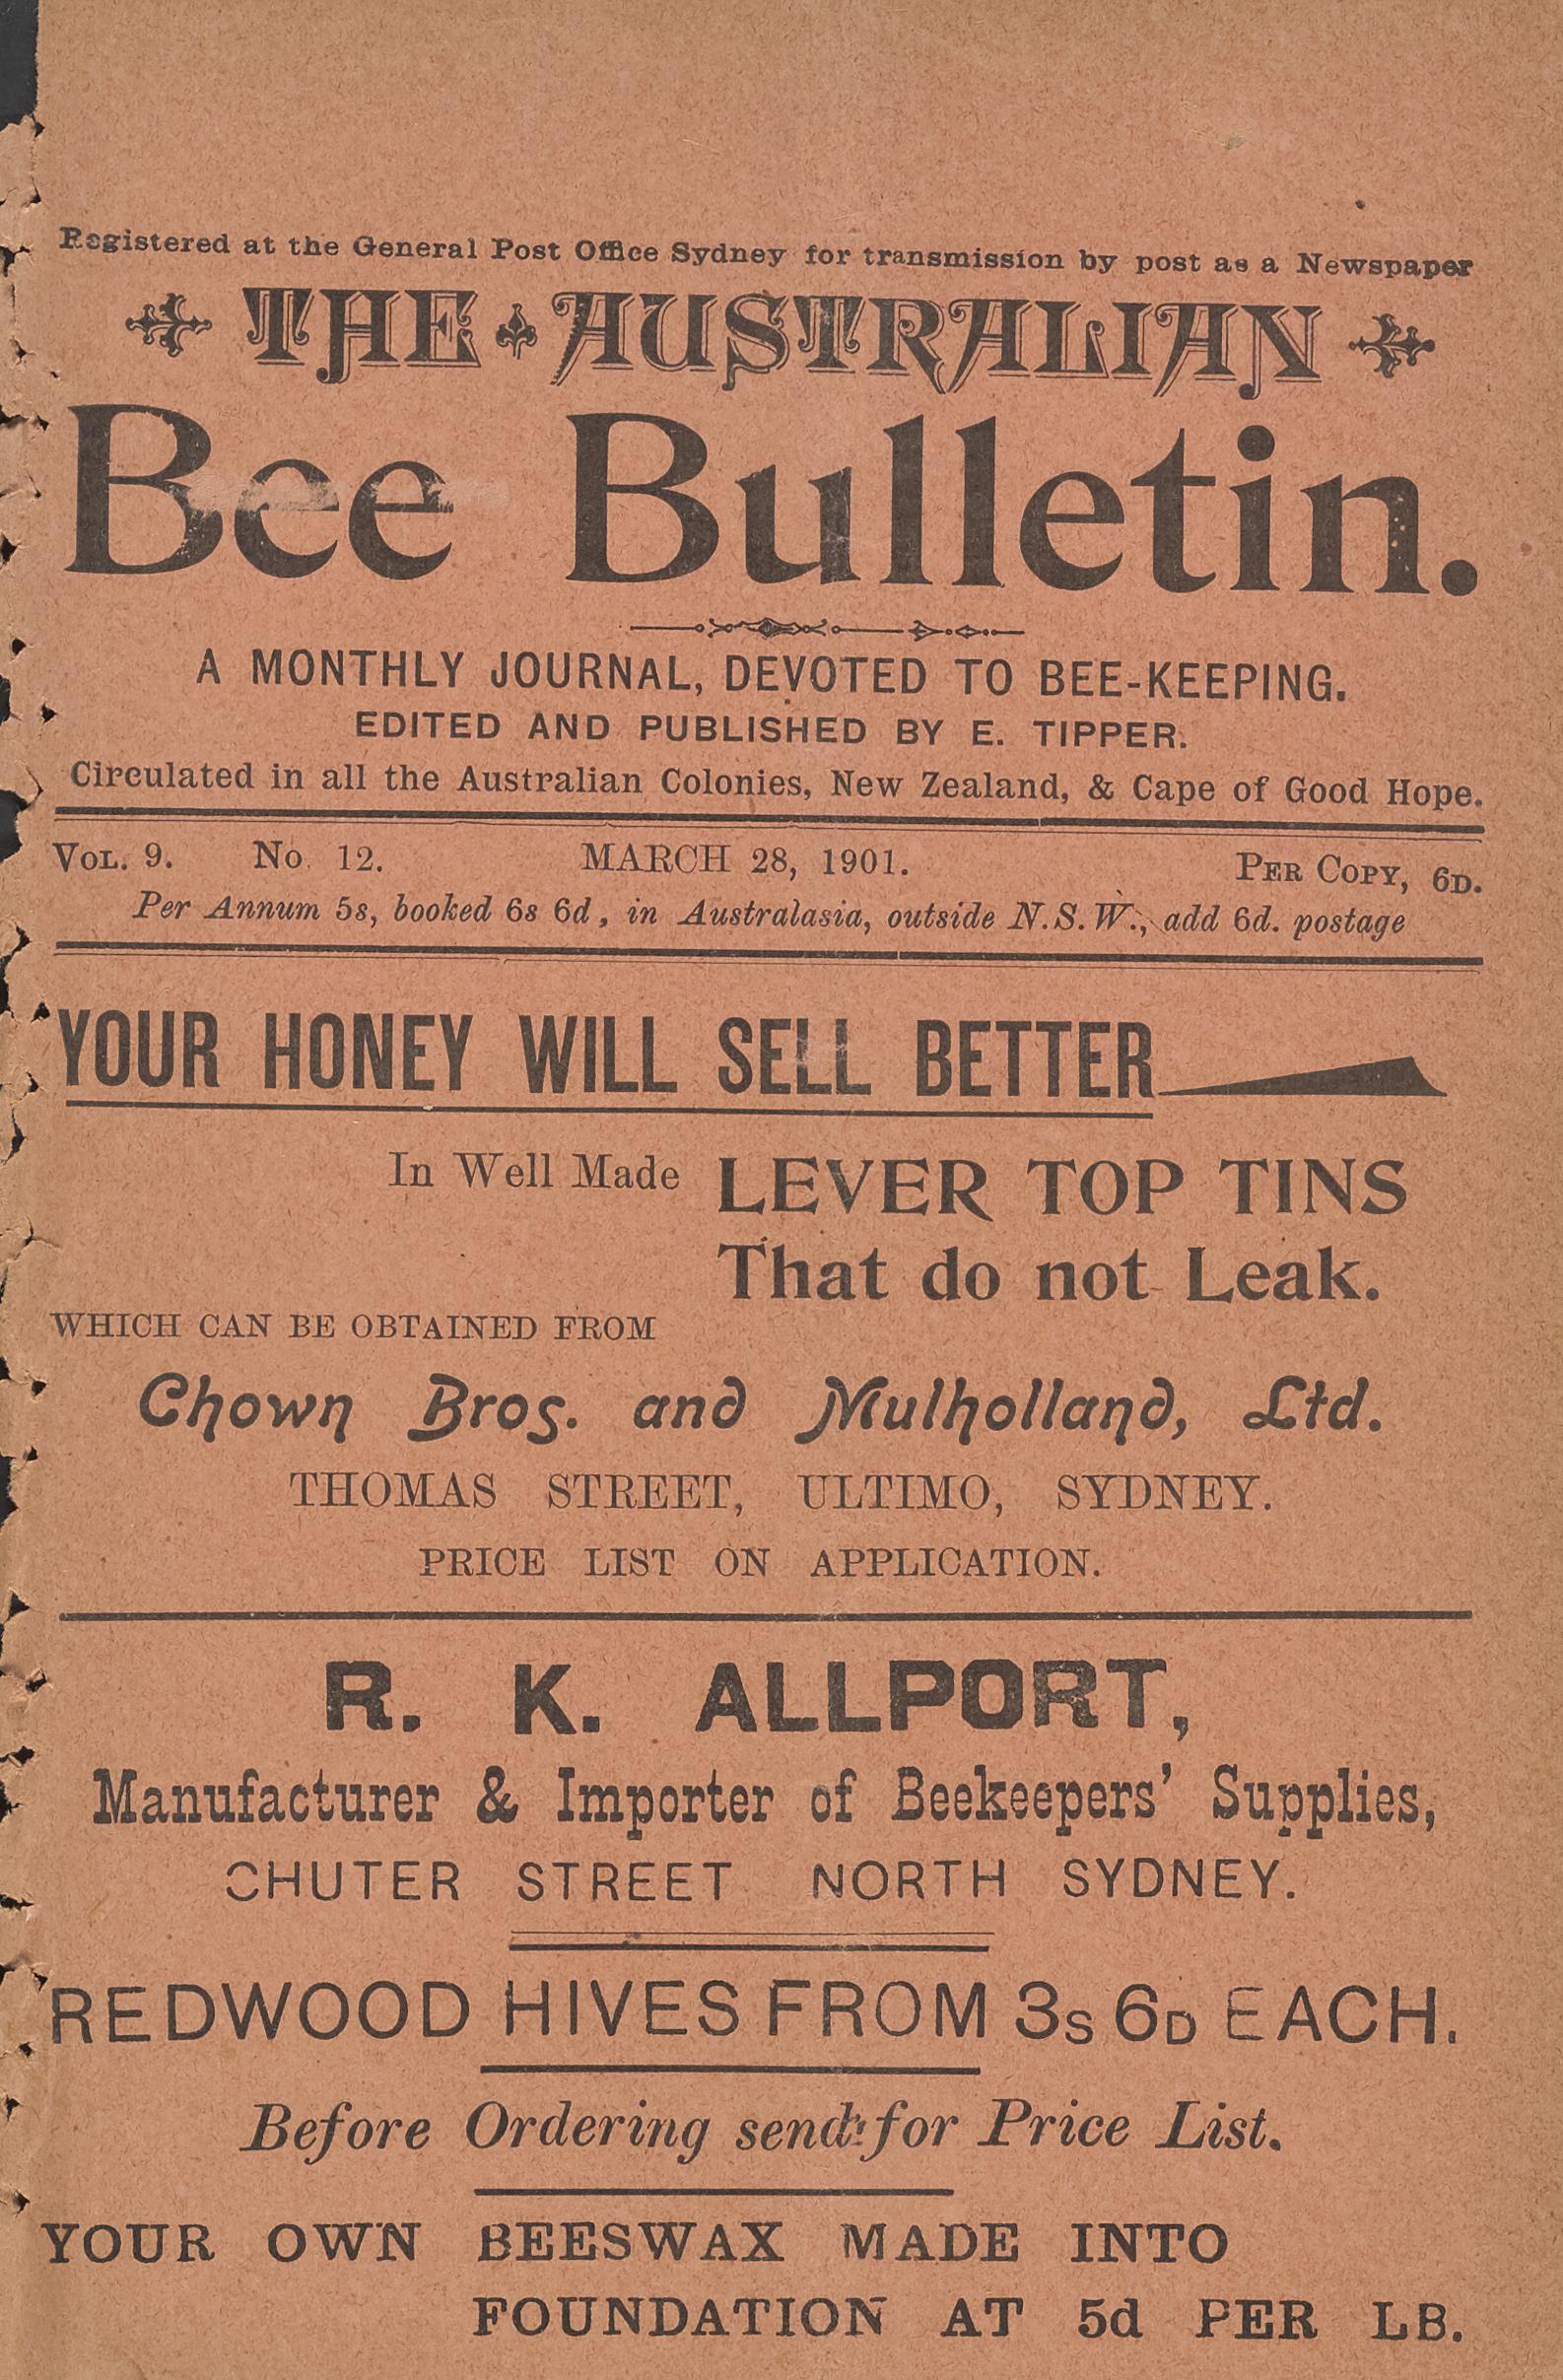 Registered at the General Post Office Sydney for transmission by post as a Newspaper
THE AUSTRALIAN
Bee Bulletin.
A MONTHLY JOURNAL, DEVOTED TO BEE-KEEPING.
EDITED AND PUBLISHED BY E. TIPPER.
Circulated in all the Australian Colonies, New Zealand, & Cape of Good Hope.
VOL. 9. No. 12. MARCH 28, 1901. PER COPY, 6D.
Per Annum 5s, booked 6s 6d, in Australasia, outside N.S.W., add 6d. postage
YOUR HONEY WILL SELL BETTER
In Well Made LEVER TOP TINS
That do not Leak.
WHICH CAN BE OBTAINED FROM
Chown Bros. and Mulholland, Ltd.
THOMAS STREET, ULTIMO, SYDNEY.
PRICE LIST ON APPLICATION.
R. K. ALLPORT,
Manufacturer & Importer of Beekeepers' Supplies,
CHUTER STREET NORTH SYDNEY.
REDWOOD HIVES FROM 3S 6D EACH.
Before Ordering send for Price List.
YOUR OWN BEESWAX MADE INTO
FOUNDATION AT 5d PER LB.